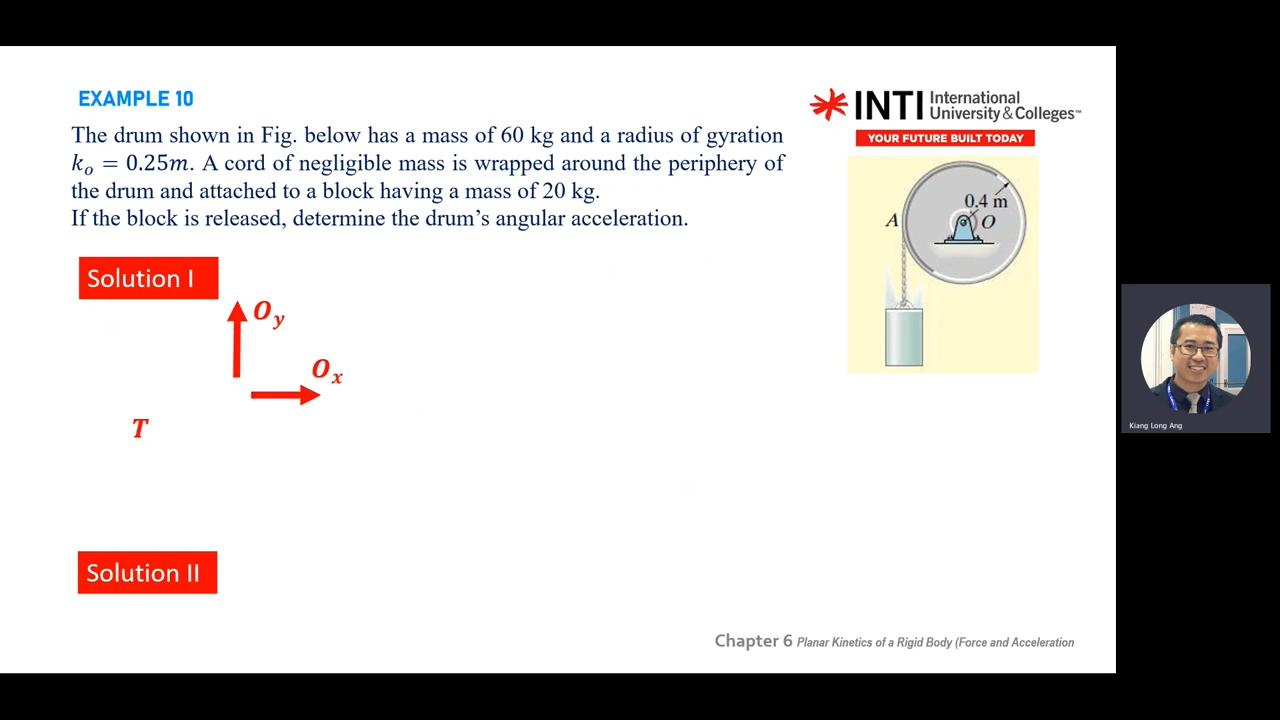 EXAMPLE 10
The drum shown in Fig. below has a mass of 60 kg and a radius of gyration
kₒ = 0.25m. A cord of negligible mass is wrapped around the periphery of
the drum and attached to a block having a mass of 20 kg.
If the block is released, determine the drum's angular acceleration.
INTI International University & Colleges™
YOUR FUTURE BUILT TODAY
0.4 m
A
O
Solution I
O_y
O_x
T
Solution II
Kiang Long Ang
Chapter 6 Planar Kinetics of a Rigid Body (Force and Acceleration